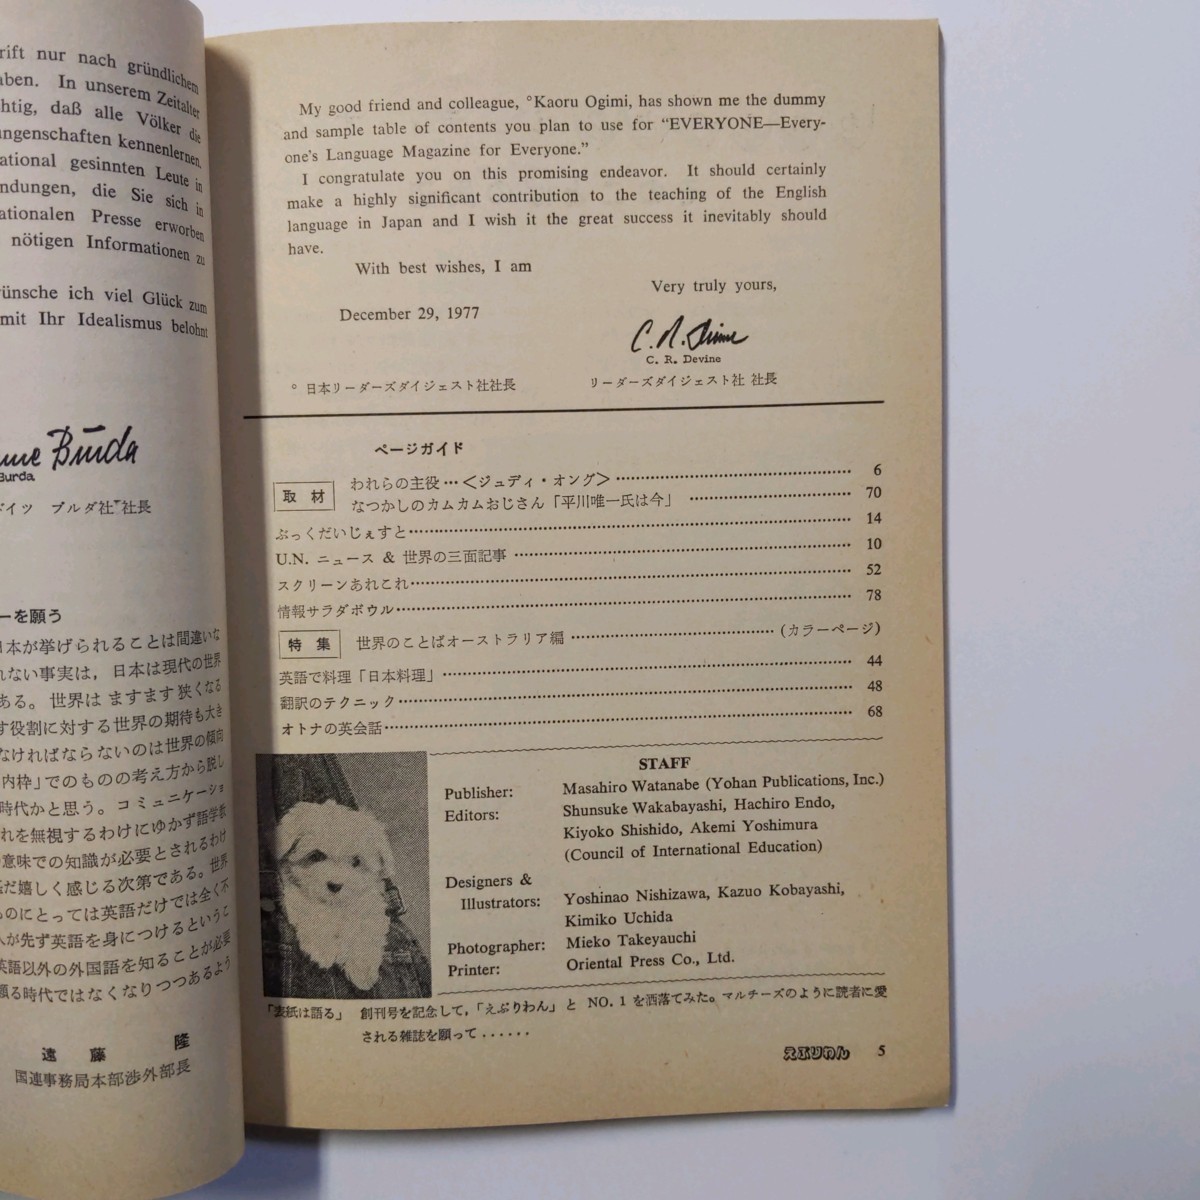 rift nur nach gründlichem
aben. In unserem Zeitalter
chtig, daß alle Völker die
ungenschaften kennenlernen.
ational gesinnten Leute in
ndungen, die Sie sich in
ationalen Presse erworben
nötigen Informationen zu
ünsche ich viel Glück zum
mit Ihr Idealismus belohnt
Burda
Burda
イツ ブルダ社 社長
ーを願う
日本が挙げられることは間違いな
れない事実は，日本は現代の世界
ある。世界は ますます 狭くなる
す役割に対する世界の期待も大き
なければならないのは世界の傾向
内枠」でのものの考え方から脱し
時代かと思う。コミュニケーショ
れを無視するわけにゆかず語学教
意味での知識が必要とされるわけ
だ嬉しく感じる次第である。世界
ものにとっては英語だけでは全く不
人が先ず英語を身につけるというこ
英語以外の外国語を知ることが必要
顧る時代ではなくなりつつあるよう
遠 藤 隆
国連事務局本部渉外部長
My good friend and colleague, °Kaoru Ogimi, has shown me the dummy
and sample table of contents you plan to use for “EVERYONE—Every-
one's Language Magazine for Everyone.”
I congratulate you on this promising endeavor. It should certainly
make a highly significant contribution to the teaching of the English
language in Japan and I wish it the great success it inevitably should
have.
With best wishes, I am
Very truly yours,
December 29, 1977
C. R. Devine
C. R. Devine
° 日本リーダーズダイジェスト社社長
リーダーズダイジェスト社 社長
ページガイド
取 材 われらの主役…＜ジュディ・オング＞ 6
なつかしのカムカムおじさん「平川唯一氏は今」 70
ぶっくだいじぇすと 14
U.N. ニュース & 世界の三面記事 10
スクリーンあれこれ 52
情報サラダボウル 78
特 集 世界のことばオーストラリア編 (カラーページ)
英語で料理「日本料理」 44
翻訳のテクニック 48
オトナの英会話 68
STAFF
Publisher: Masahiro Watanabe (Yohan Publications, Inc.)
Editors: Shunsuke Wakabayashi, Hachiro Endo,
Kiyoko Shishido, Akemi Yoshimura
(Council of International Education)
Designers &
Illustrators: Yoshinao Nishizawa, Kazuo Kobayashi,
Kimiko Uchida
Photographer: Mieko Takeyauchi
Printer: Oriental Press Co., Ltd.
「表紙は語る」 創刊号を記念して，「えぶりわん」と NO. 1 を洒落てみた。マルチーズのように読者に愛
される雑誌を願って......
えぶりわん 5